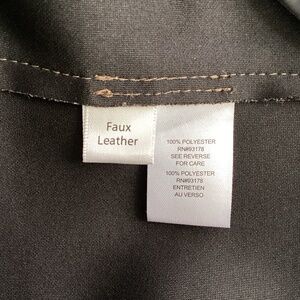 Faux
Leather
100% POLYESTER
RN#93178
SEE REVERSE
FOR CARE
100% POLYESTER
RN#93178
ENTRETIEN
AU VERSO